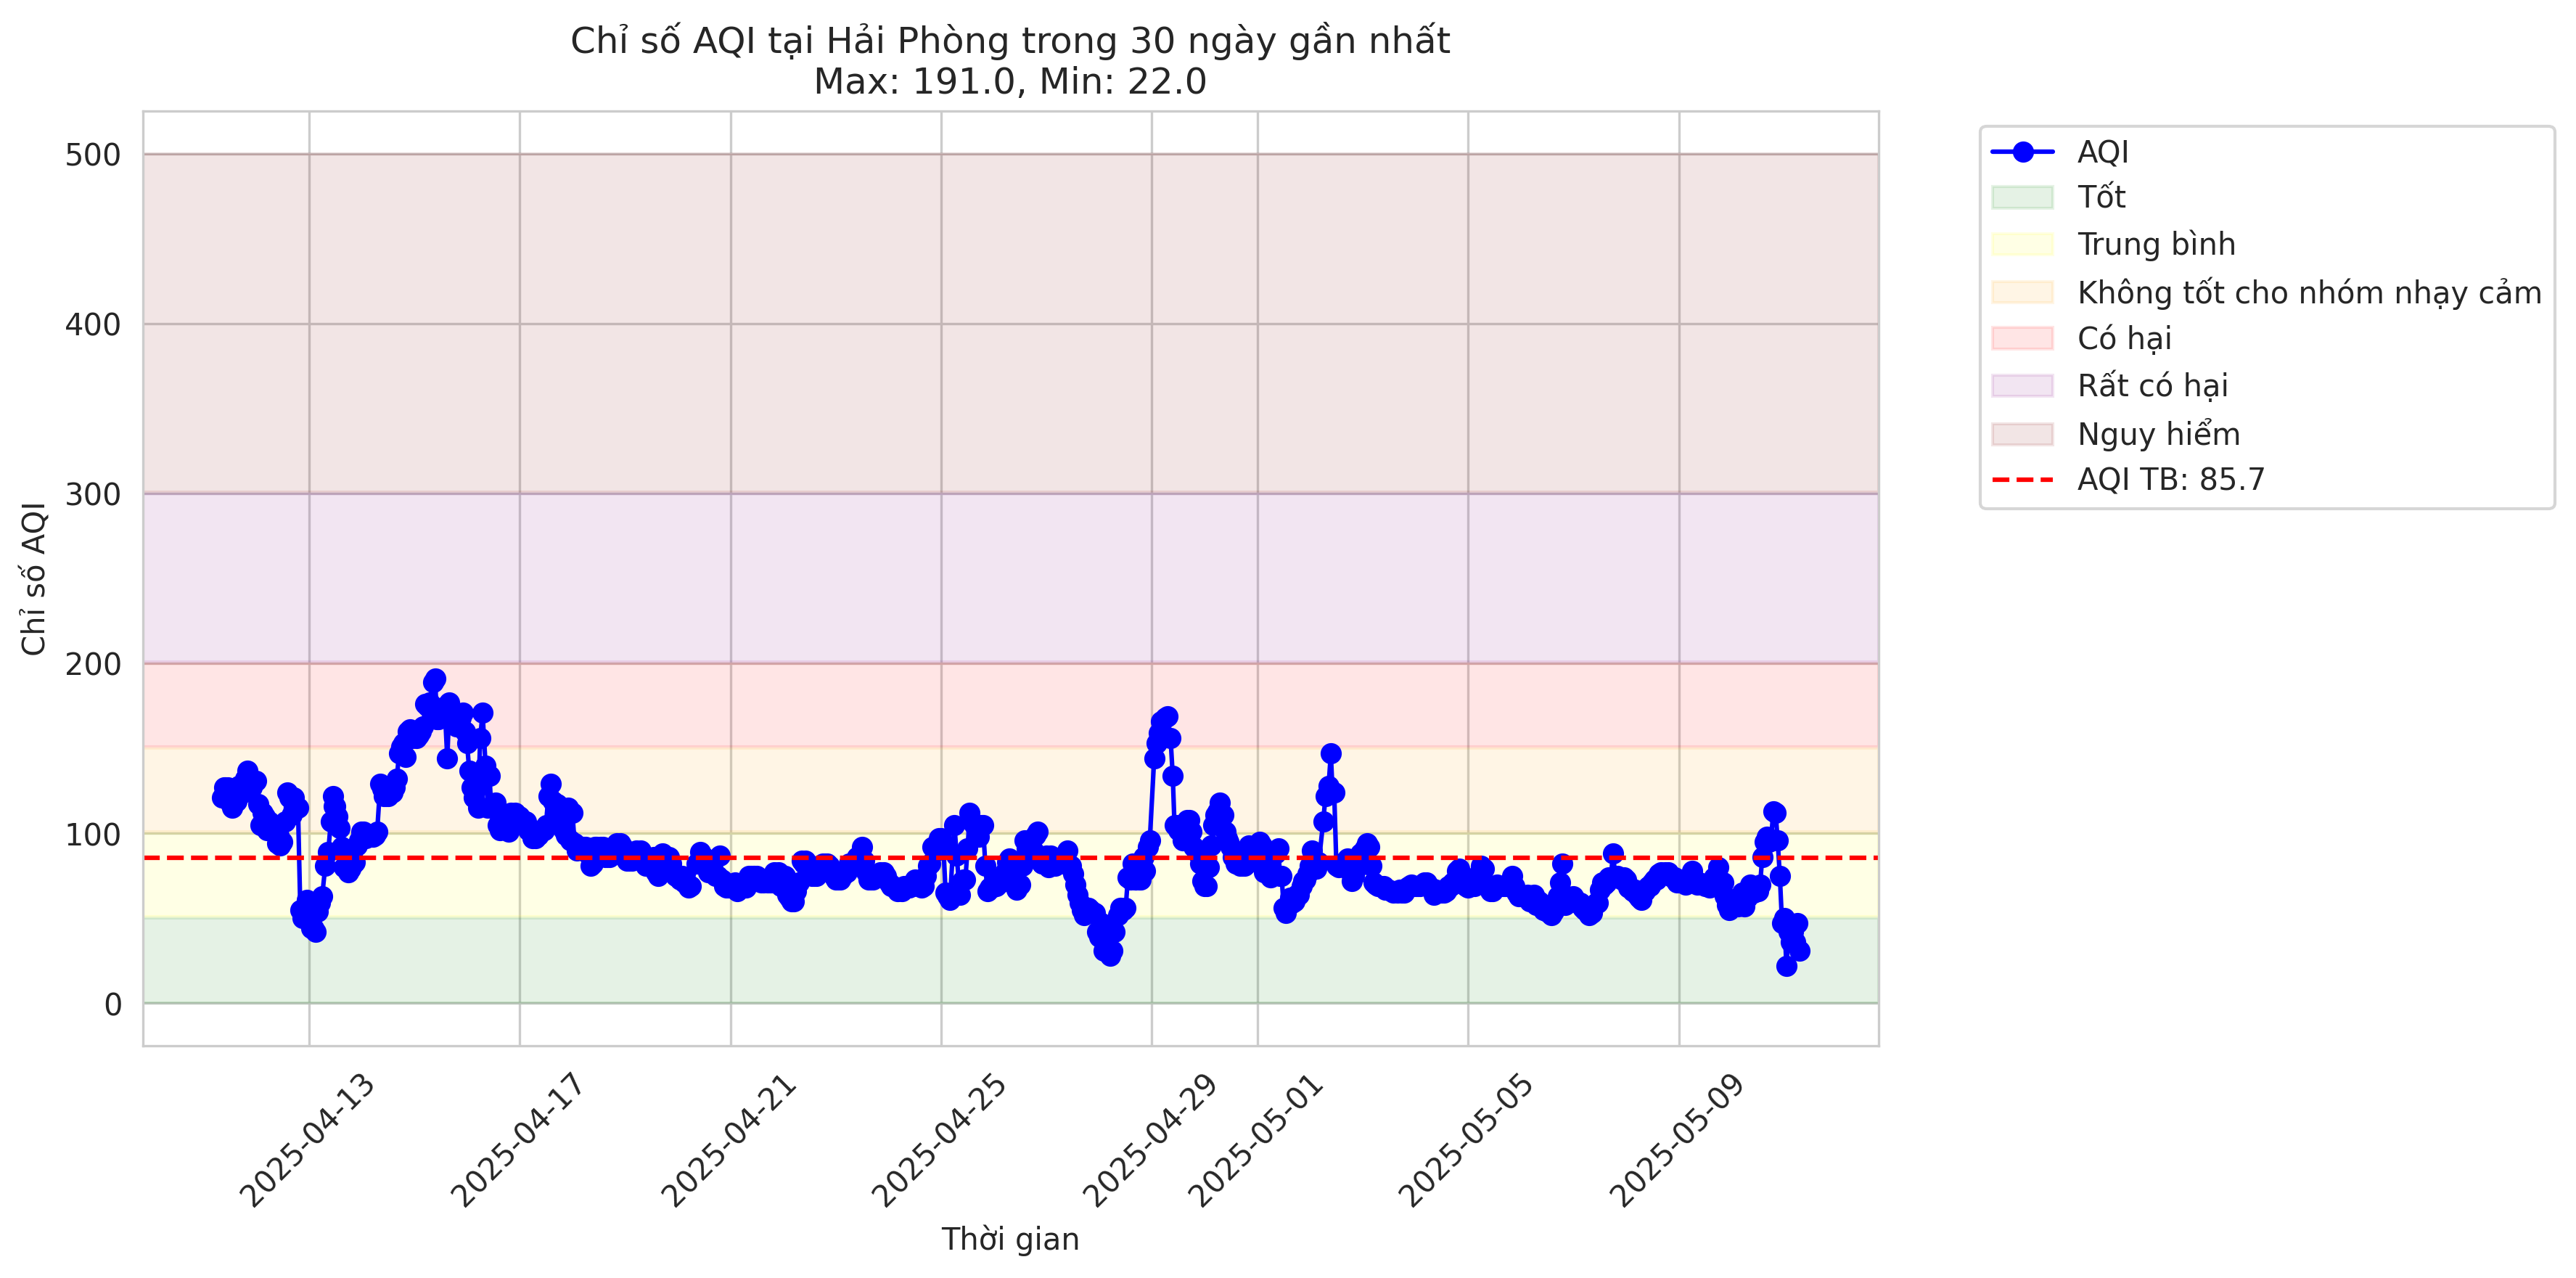 Chỉ số AQI tại Hải Phòng trong 30 ngày gần nhất
Max: 191.0, Min: 22.0
Chỉ số AQI
500
400
300
200
100
0
2025-04-13
2025-04-17
2025-04-21
2025-04-25
2025-04-29
2025-05-01
2025-05-05
2025-05-09
Thời gian
AQI
Tốt
Trung bình
Không tốt cho nhóm nhạy cảm
Có hại
Rất có hại
Nguy hiểm
AQI TB: 85.7